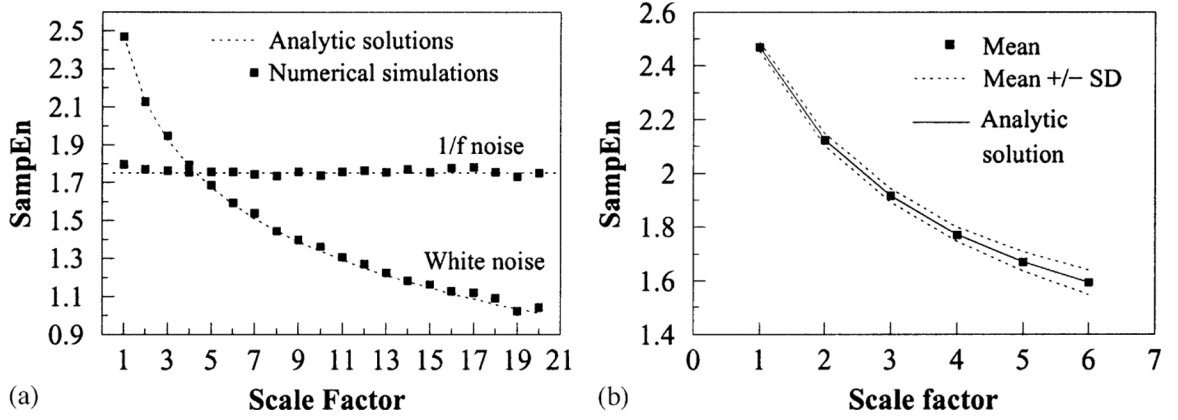 2.5
2.3
2.1
1.9
1.7
1.5
1.3
1.1
0.9
SampEn
Analytic solutions
Numerical simulations
1/f noise
White noise
1 3 5 7 9 11 13 15 17 19 21
Scale Factor
(a)
2.6
2.4
2.2
2
1.8
1.6
1.4
SampEn
Mean
Mean +/− SD
Analytic
solution
0 1 2 3 4 5 6 7
Scale factor
(b)